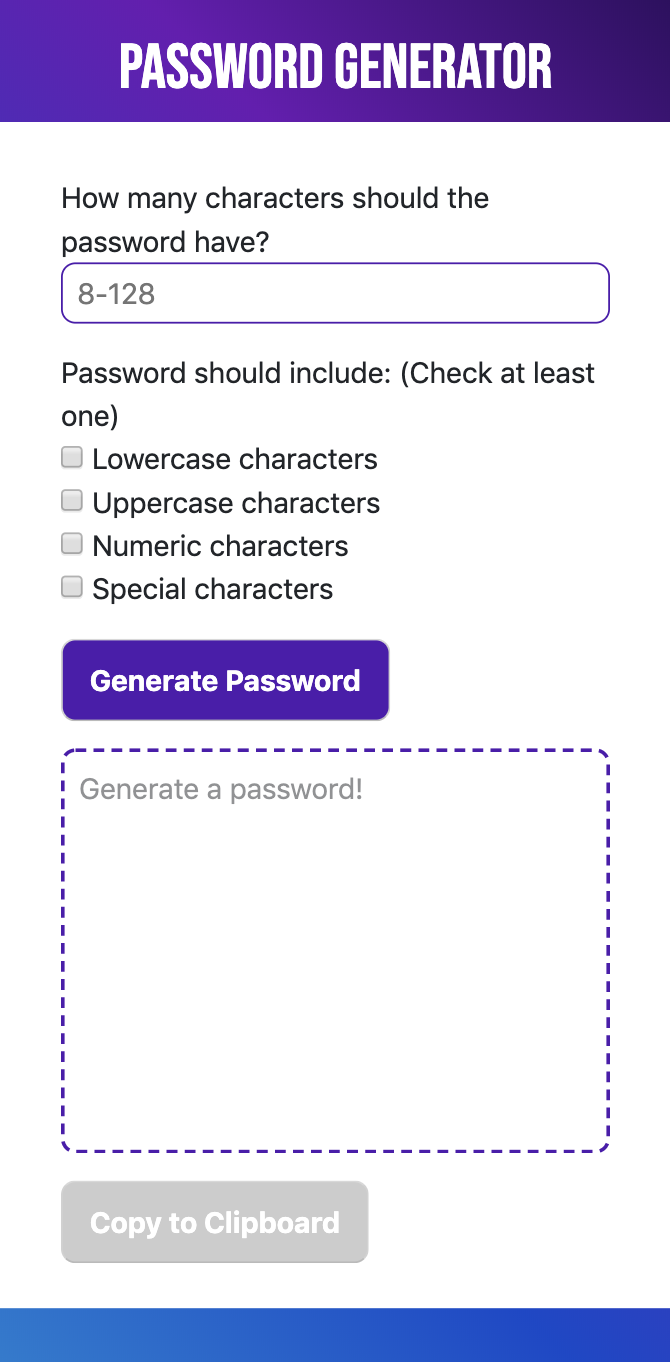 PASSWORD GENERATOR
How many characters should the
password have?
8-128
Password should include: (Check at least
one)
Lowercase characters
Uppercase characters
Numeric characters
Special characters
Generate Password
Generate a password!
Copy to Clipboard